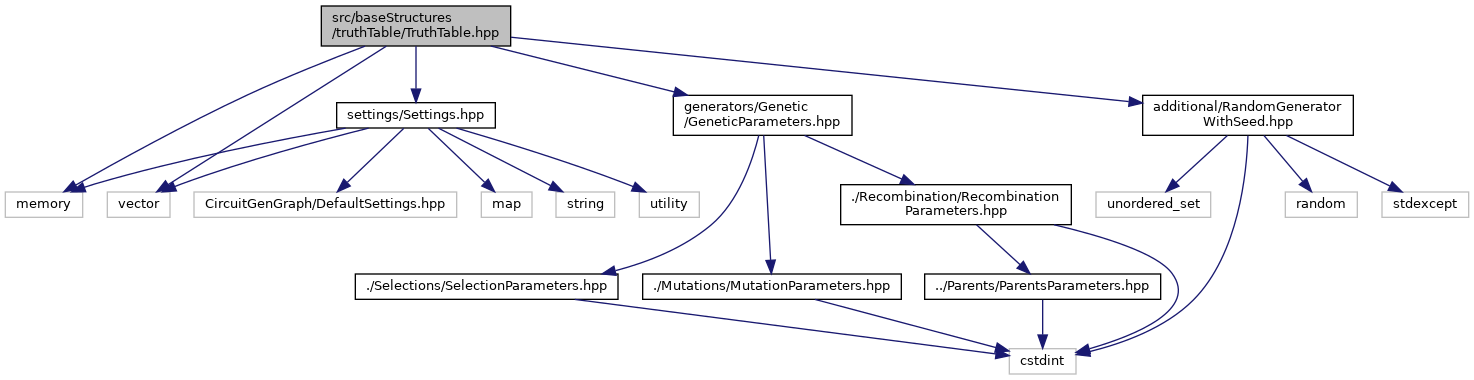 src/baseStructures
/truthTable/TruthTable.hpp
settings/Settings.hpp
generators/Genetic
/GeneticParameters.hpp
additional/RandomGenerator
WithSeed.hpp
memory
vector
CircuitGenGraph/DefaultSettings.hpp
map
string
utility
./Recombination/Recombination
Parameters.hpp
unordered_set
random
stdexcept
./Selections/SelectionParameters.hpp
./Mutations/MutationParameters.hpp
../Parents/ParentsParameters.hpp
cstdint